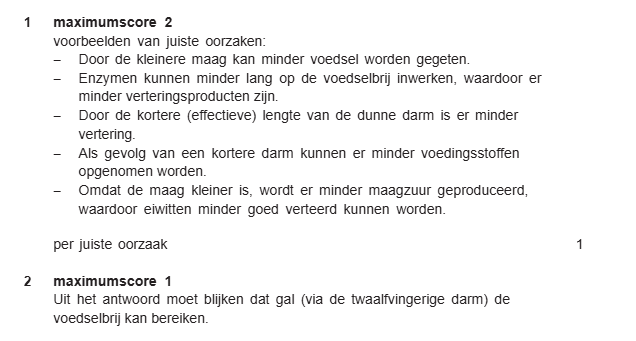 1 maximumscore 2
voorbeelden van juiste oorzaken:
– Door de kleinere maag kan minder voedsel worden gegeten.
– Enzymen kunnen minder lang op de voedselbrij inwerken, waardoor er
minder verteringsproducten zijn.
– Door de kortere (effectieve) lengte van de dunne darm is er minder
vertering.
– Als gevolg van een kortere darm kunnen er minder voedingsstoffen
opgenomen worden.
– Omdat de maag kleiner is, wordt er minder maagzuur geproduceerd,
waardoor eiwitten minder goed verteerd kunnen worden.
per juiste oorzaak 1
2 maximumscore 1
Uit het antwoord moet blijken dat gal (via de twaalfvingerige darm) de
voedselbrij kan bereiken.